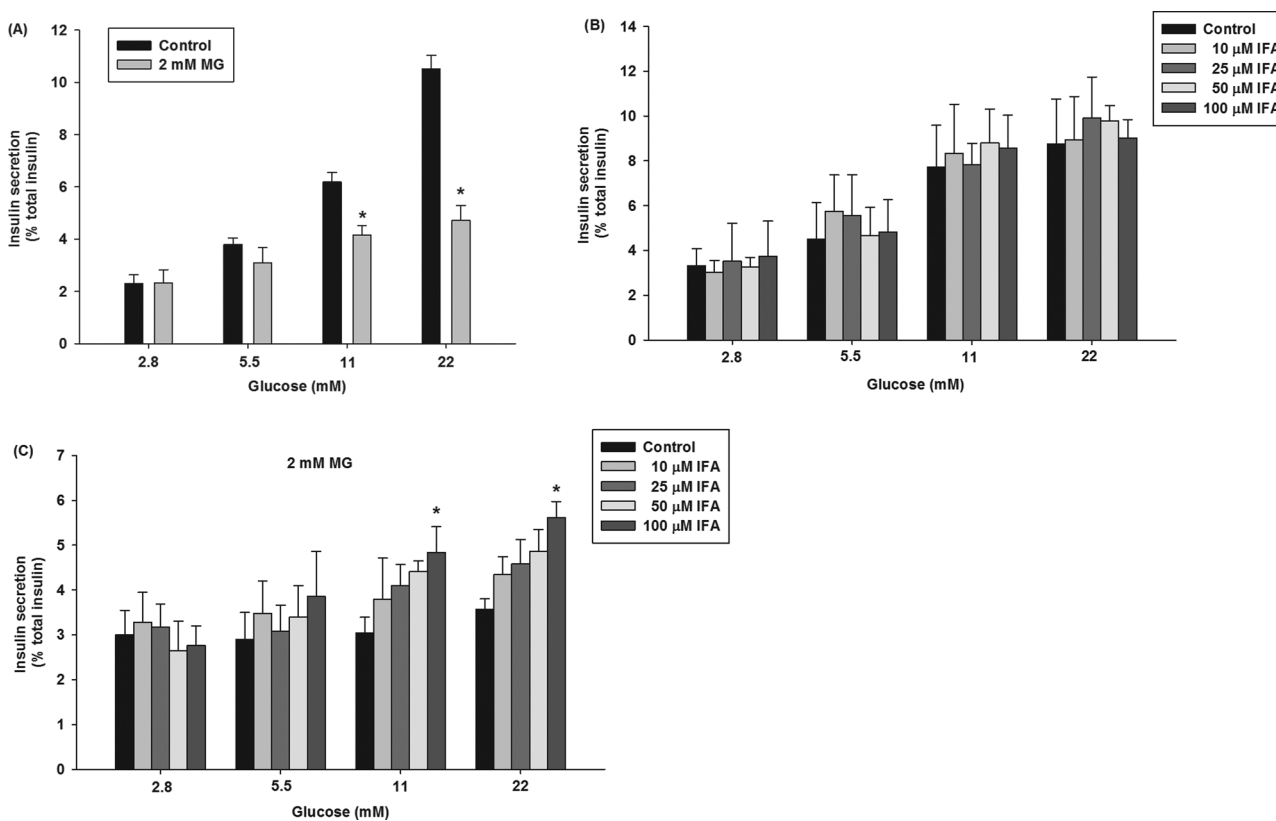 (A)
12
10
8
6
4
2
0
Insulin secretion
(% total insulin)
Control
2 mM MG
*
*
2.8
5.5
11
22
Glucose (mM)
(B)
14
12
10
8
6
4
2
0
Insulin secretion
(% total insulin)
Control
10 µM IFA
25 µM IFA
50 µM IFA
100 µM IFA
2.8
5.5
11
22
Glucose (mM)
(C)
7
6
5
4
3
2
1
0
Insulin secretion
(% total insulin)
2 mM MG
Control
10 µM IFA
25 µM IFA
50 µM IFA
100 µM IFA
*
*
2.8
5.5
11
22
Glucose (mM)